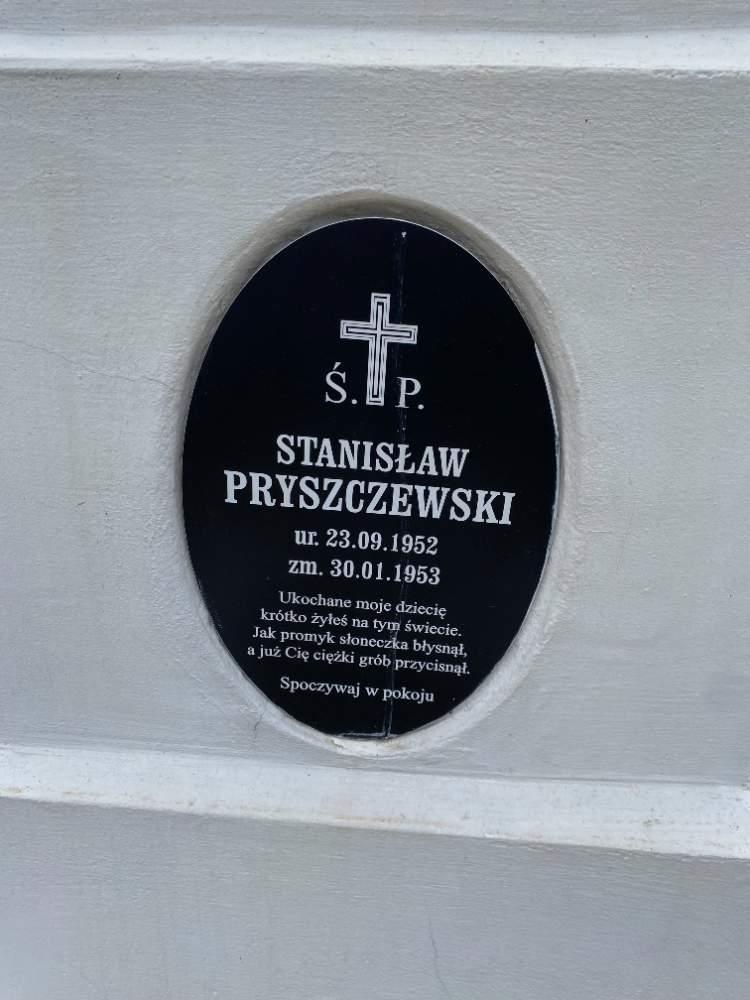 Ś. P.
STANISŁAW
PRYSZCZEWSKI
ur. 23.09.1952
zm. 30.01.1953
Ukochane moje dziecię
krótko żyłeś na tym świecie.
Jak promyk słoneczka błysnął,
a już Cię ciężki grób przycisnął.
Spoczywaj w pokoju